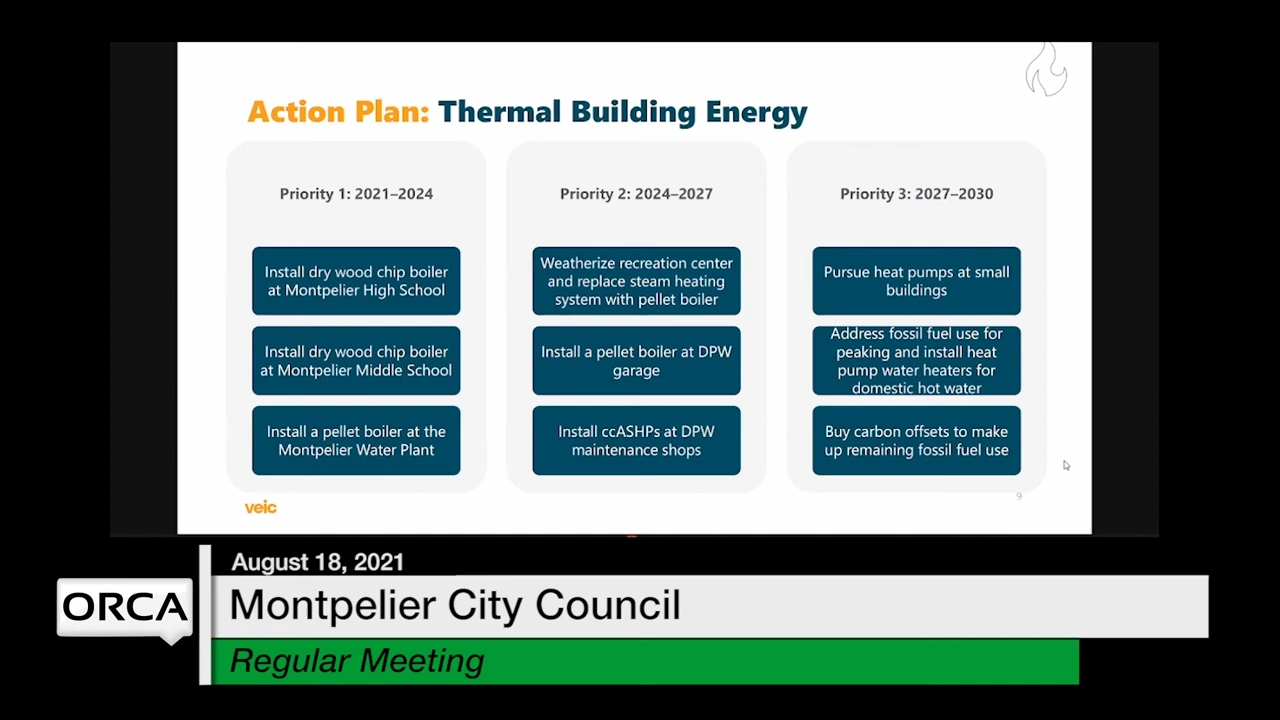 Action Plan: Thermal Building Energy
Priority 1: 2021–2024
Install dry wood chip boiler
at Montpelier High School
Install dry wood chip boiler
at Montpelier Middle School
Install a pellet boiler at the
Montpelier Water Plant
Priority 2: 2024–2027
Weatherize recreation center
and replace steam heating
system with pellet boiler
Install a pellet boiler at DPW
garage
Install ccASHPs at DPW
maintenance shops
Priority 3: 2027–2030
Pursue heat pumps at small
buildings
Address fossil fuel use for
peaking and install heat
pump water heaters for
domestic hot water
Buy carbon offsets to make
up remaining fossil fuel use
9
veic
August 18, 2021
ORCA
Montpelier City Council
Regular Meeting